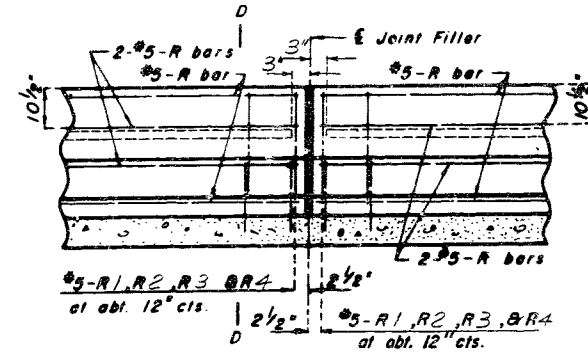 D
3"
℄ Joint Filler
3"
2-#5-R bars
#5-R bar
#5-R bar
10½"
10½"
2-#5-R bars
#5-R1, R2, R3 & R4
at abt. 12" cts.
2½"
D
2½"
#5-R1, R2, R3, & R4
at abt. 12" cts.